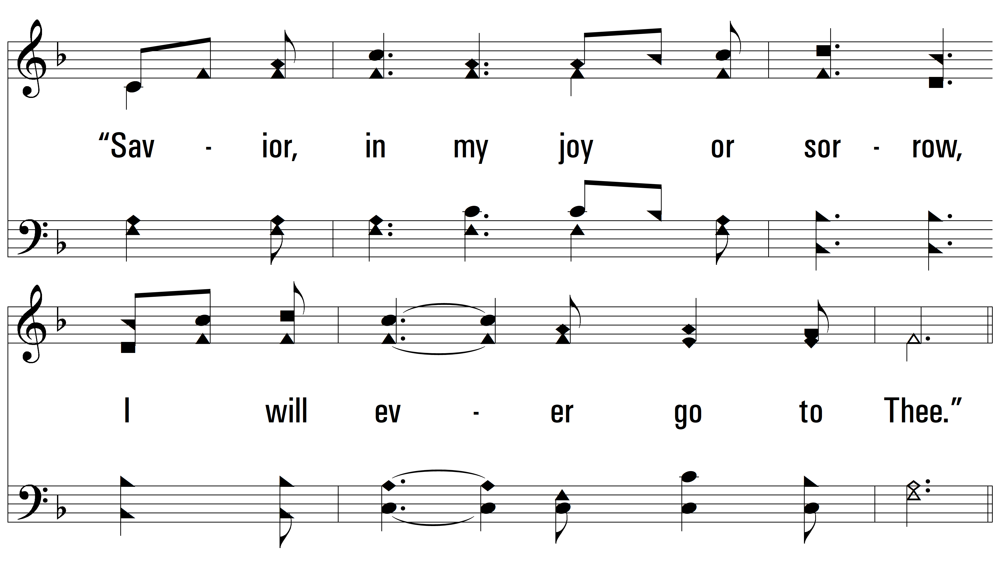 “Sav - ior, in my joy or sor - row,
I will ev - er go to Thee.”